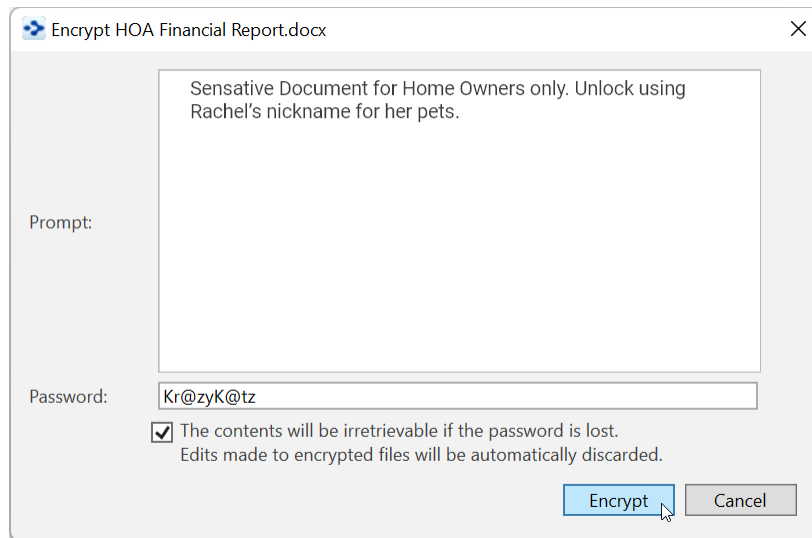 Encrypt HOA Financial Report.docx
Sensative Document for Home Owners only. Unlock using
Rachel’s nickname for her pets.
Prompt:
Password:
Kr@zyK@tz
The contents will be irretrievable if the password is lost.
Edits made to encrypted files will be automatically discarded.
Encrypt
Cancel